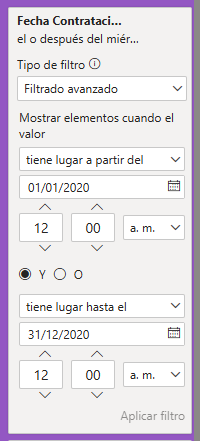 Fecha Contrataci...
el o después del miér...
Tipo de filtro
Filtrado avanzado
Mostrar elementos cuando el
valor
tiene lugar a partir del
01/01/2020
12 00 a. m.
Y O
tiene lugar hasta el
31/12/2020
12 00 a. m.
Aplicar filtro